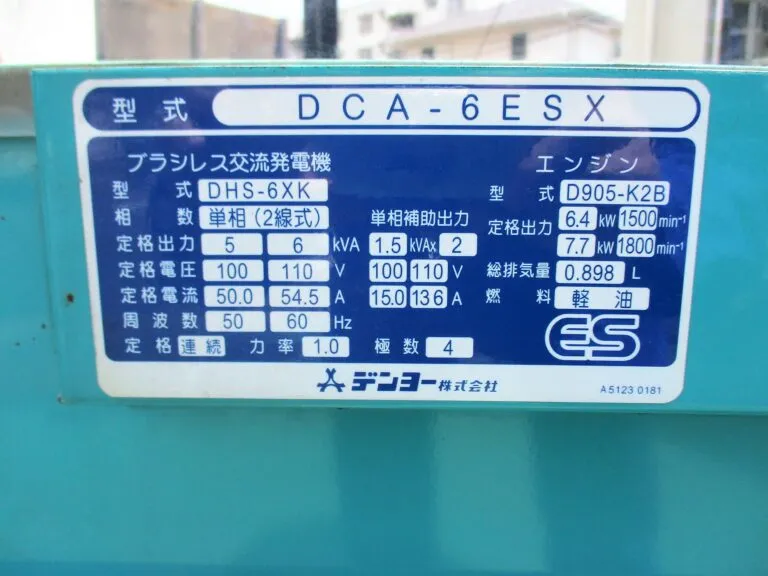 型式 DCA-6ESX
ブラシレス交流発電機
型式 DHS-6XK
相数 単相(2線式)
定格出力 5 6 kVA
定格電圧 100 110 V
定格電流 50.0 54.5 A
周波数 50 60 Hz
定格 連続 力率 1.0 極数 4
単相補助出力
1.5 kVAx 2
100 110 V
15.0 13 6 A
エンジン
型式 D905-K2B
定格出力 6.4 kW 1500 min⁻¹
7.7 kW 1800 min⁻¹
総排気量 0.898 L
燃料 軽油
ES
デンヨー株式会社
A5123 0181